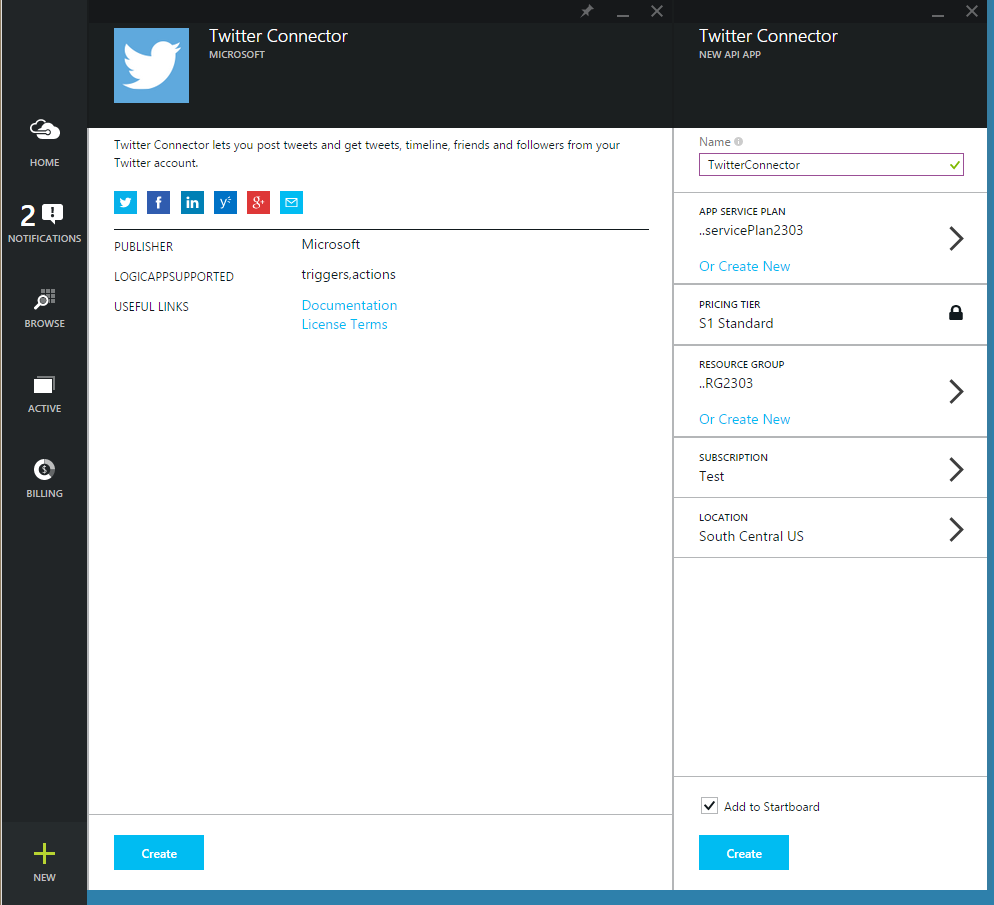 HOME
2
NOTIFICATIONS
BROWSE
ACTIVE
BILLING
NEW
Twitter Connector
MICROSOFT
Twitter Connector lets you post tweets and get tweets, timeline, friends and followers from your
Twitter account.
PUBLISHER Microsoft
LOGICAPPSUPPORTED triggers,actions
USEFUL LINKS Documentation
License Terms
Create
Twitter Connector
NEW API APP
Name
TwitterConnector
APP SERVICE PLAN
..servicePlan2303
Or Create New
PRICING TIER
S1 Standard
RESOURCE GROUP
..RG2303
Or Create New
SUBSCRIPTION
Test
LOCATION
South Central US
Add to Startboard
Create